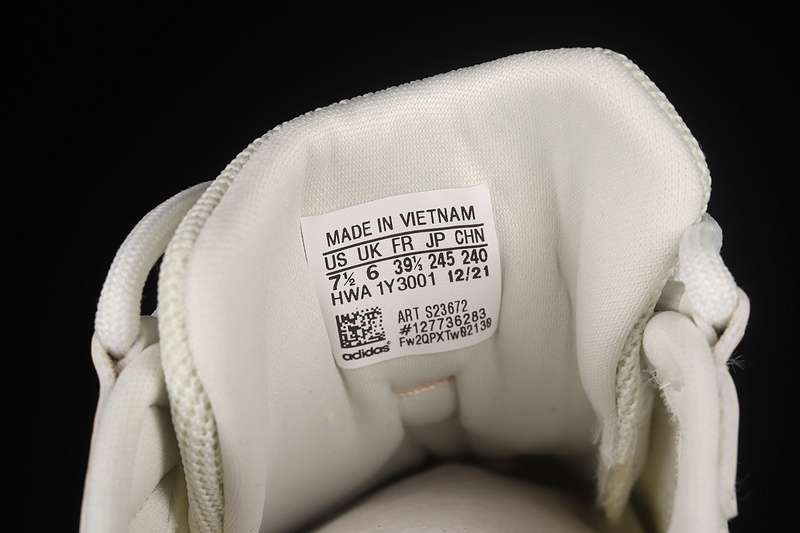 MADE IN VIETNAM
US UK FR JP CHN
7½ 6 39⅓ 245 240
HWA 1Y3001 12/21
ART S23672
#127736283
Fw2QPXTw02130
adidas